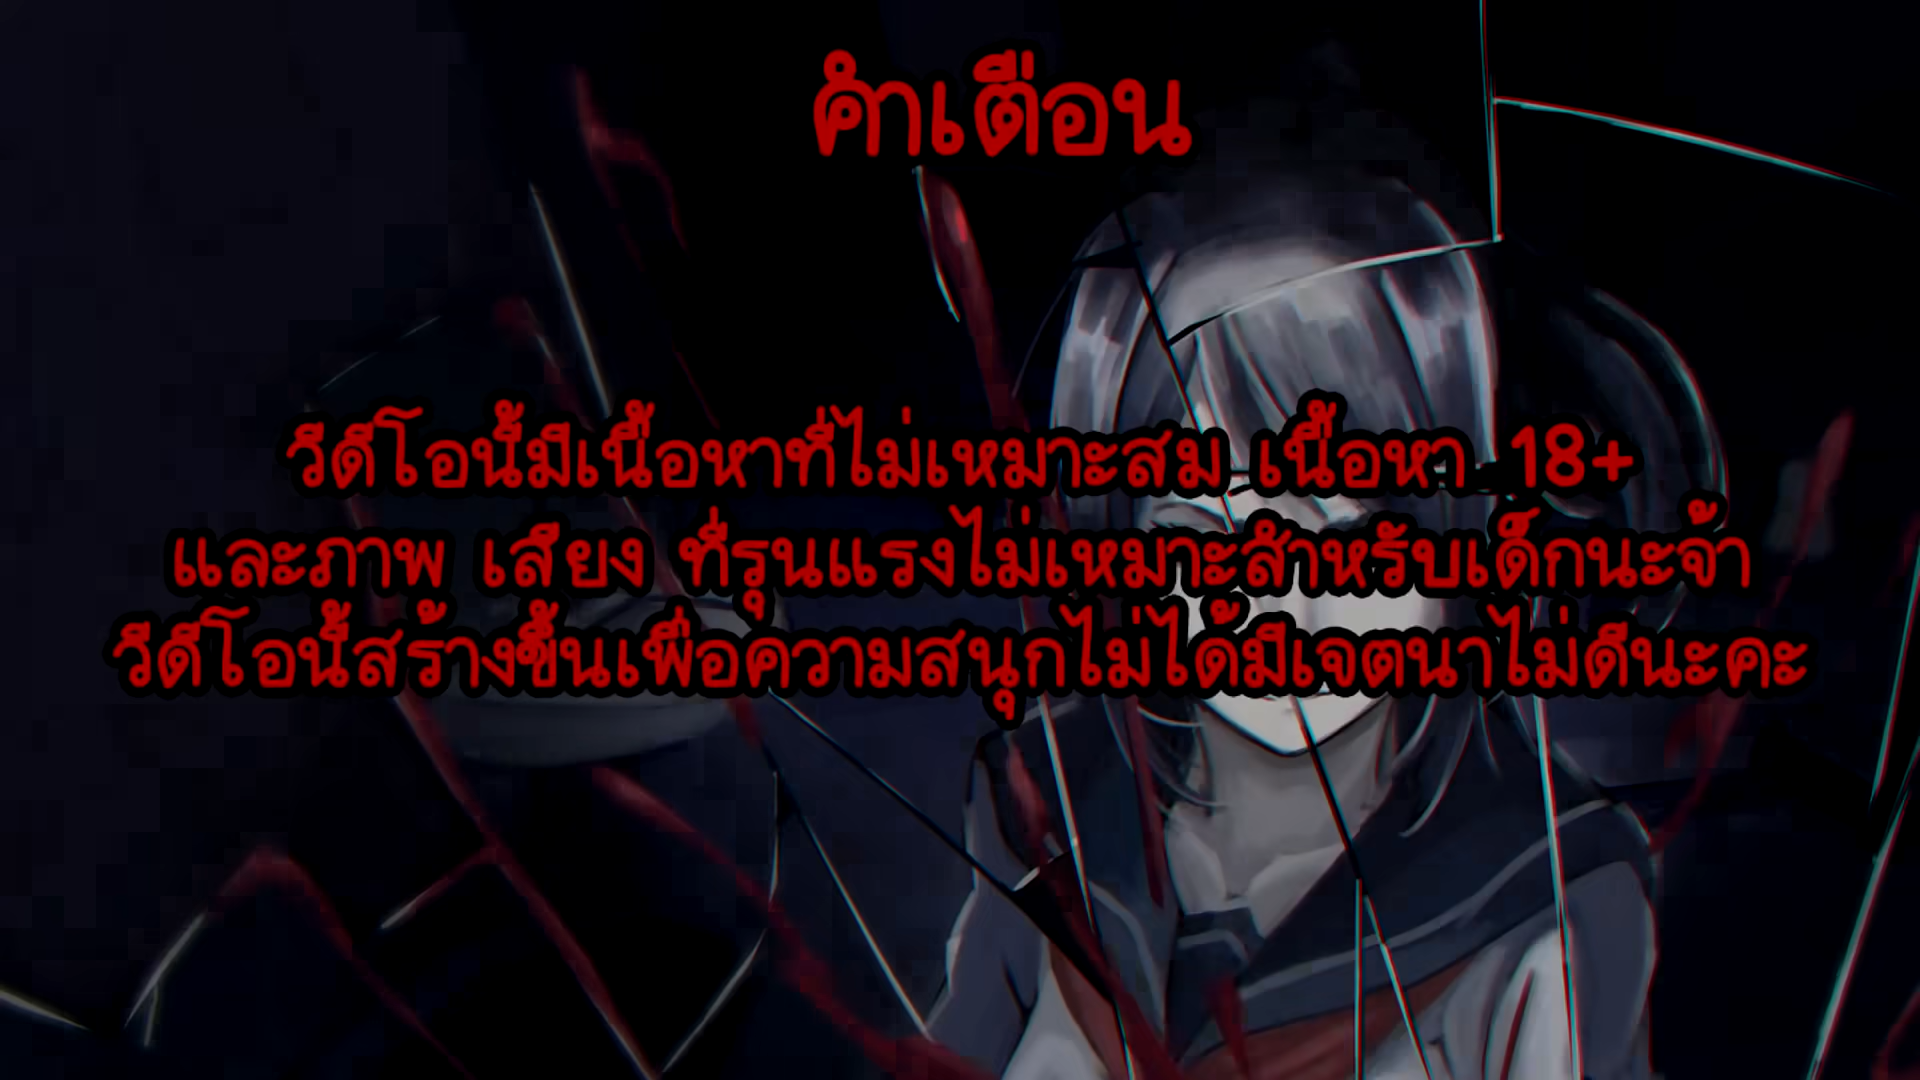 คำเตือน
วีดีโอนี้มีเนื้อหาที่ไม่เหมาะสม เนื้อหา 18+
และภาพ เสียง ที่รุนแรงไม่เหมาะสำหรับเด็กนะจ้า
วีดีโอนี้สร้างขึ้นเพื่อความสนุกไม่ได้มีเจตนาไม่ดีนะคะ